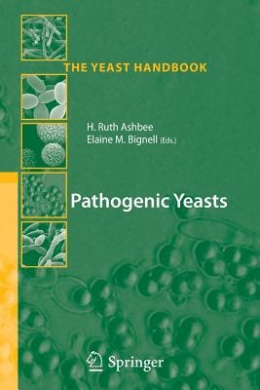 THE YEAST HANDBOOK
H. Ruth Ashbee
Elaine M. Bignell (Eds.)
Pathogenic Yeasts
Springer